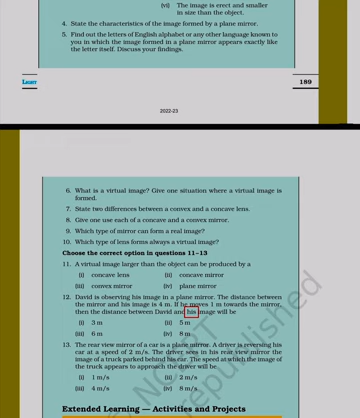 (vi) The image is erect and smaller
in size than the object.
4. State the characteristics of the image formed by a plane mirror.
5. Find out the letters of English alphabet or any other language known to
you in which the image formed in a plane mirror appears exactly like
the letter itself. Discuss your findings.
LIGHT
189
2022-23
6. What is a virtual image? Give one situation where a virtual image is
formed.
7. State two differences between a convex and a concave lens.
8. Give one use each of a concave and a convex mirror.
9. Which type of mirror can form a real image?
10. Which type of lens forms always a virtual image?
Choose the correct option in questions 11–13
11. A virtual image larger than the object can be produced by a
(i) concave lens (ii) concave mirror
(iii) convex mirror (iv) plane mirror
12. David is observing his image in a plane mirror. The distance between
the mirror and his image is 4 m. If he moves 1 m towards the mirror,
then the distance between David and his image will be
(i) 3 m (ii) 5 m
(iii) 6 m (iv) 8 m
13. The rear view mirror of a car is a plane mirror. A driver is reversing his
car at a speed of 2 m/s. The driver sees in his rear view mirror the
image of a truck parked behind his car. The speed at which the image of
the truck appears to approach the driver will be
(i) 1 m/s (ii) 2 m/s
(iii) 4 m/s (iv) 8 m/s
Extended Learning — Activities and Projects
republished